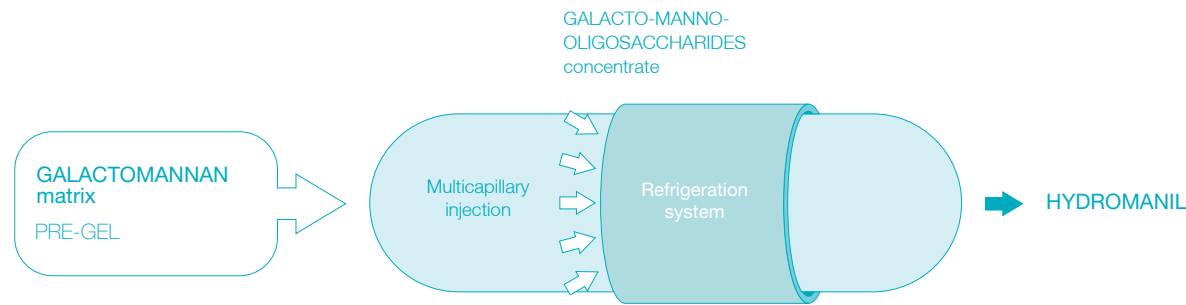 GALACTO-MANNO-
OLIGOSACCHARIDES
concentrate
GALACTOMANNAN
matrix
PRE-GEL
Multicapillary
injection
Refrigeration
system
HYDROMANIL